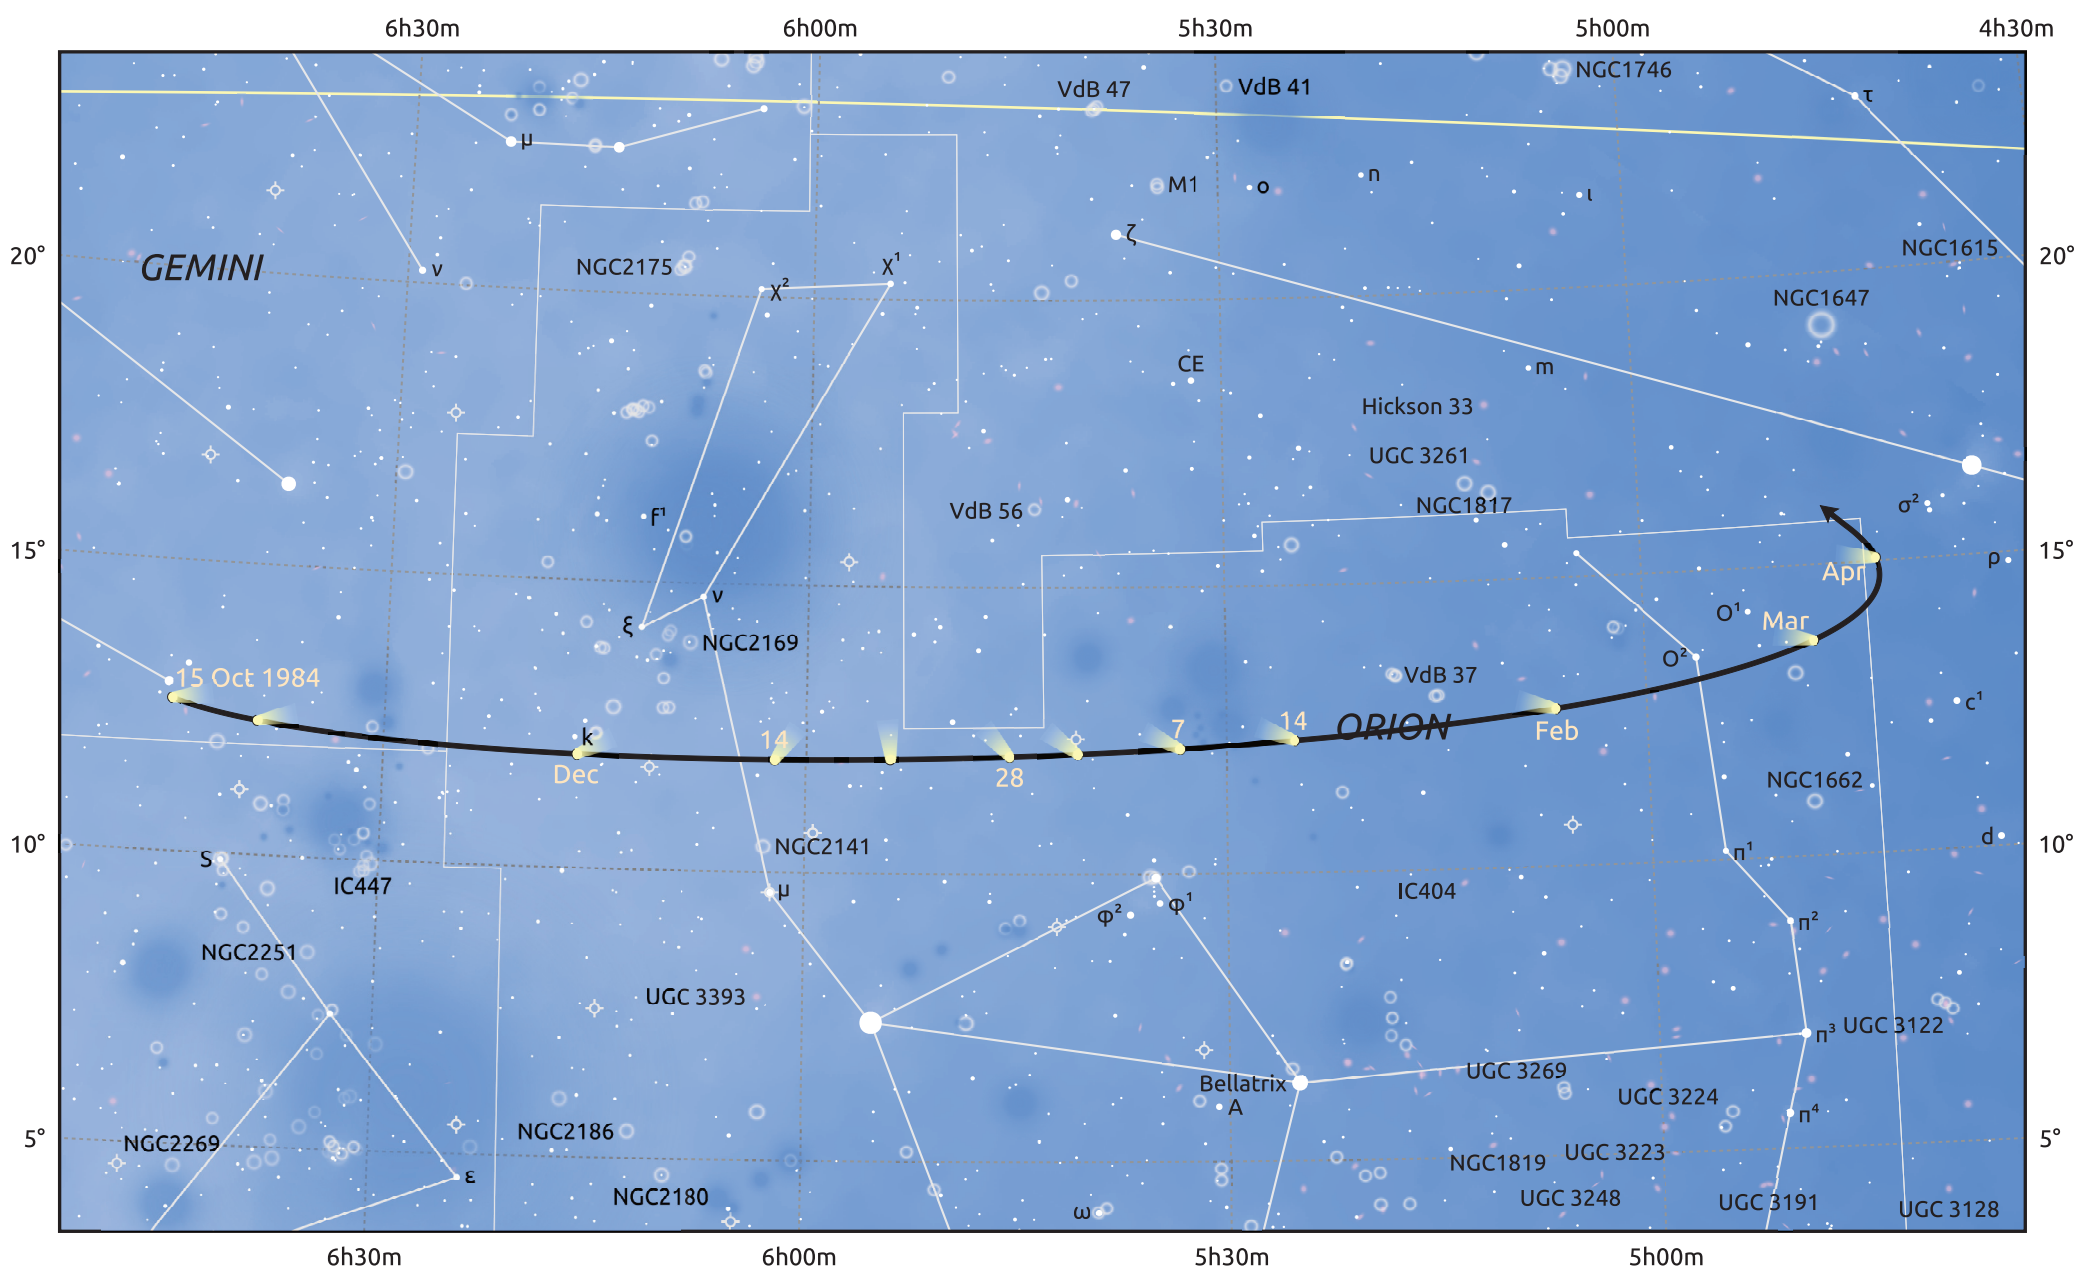 6h30m 6h00m 5h30m 5h00m 4h30m
NGC1746
VdB 47 VdB 41
τ
μ
M1 ο n ι
ζ
NGC1615
20° GEMINI ν NGC2175 χ² χ¹ 20°
NGC1647
CE m
Hickson 33
UGC 3261
NGC1817 σ²
f¹ VdB 56
15° ρ 15°
Apr
ν O¹
ξ NGC2169 Mar
O²
15 Oct 1984 VdB 37 c¹
k 14 7 14 ORION Feb
Dec 28 NGC1662
10° S NGC2141 π¹ d 10°
IC447 μ IC404
φ² φ¹ π²
NGC2251
UGC 3393
π³ UGC 3122
UGC 3269
Bellatrix
A UGC 3224 π⁴
5° NGC2269 NGC2186 5°
NGC1819 UGC 3223
ε
NGC2180 ω UGC 3248 UGC 3191 UGC 3128
6h30m 6h00m 5h30m 5h00m